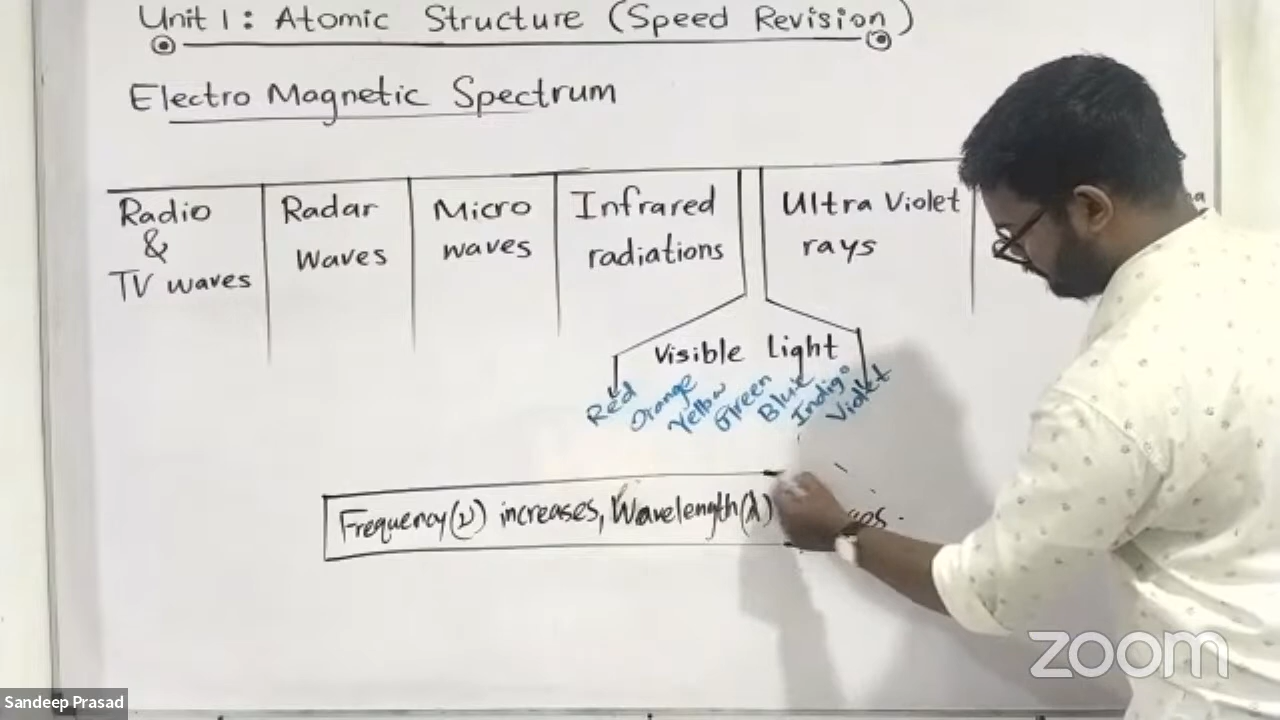 Unit 1: Atomic Structure (Speed Revision)
Electro Magnetic Spectrum
Radio & TV waves
Radar waves
Micro waves
Infrared radiations
Ultra Violet rays
Visible Light
Red Orange Yellow Green Blue Indigo Violet
Frequency(ν) increases, Wavelength(λ)
zoom
Sandeep Prasad